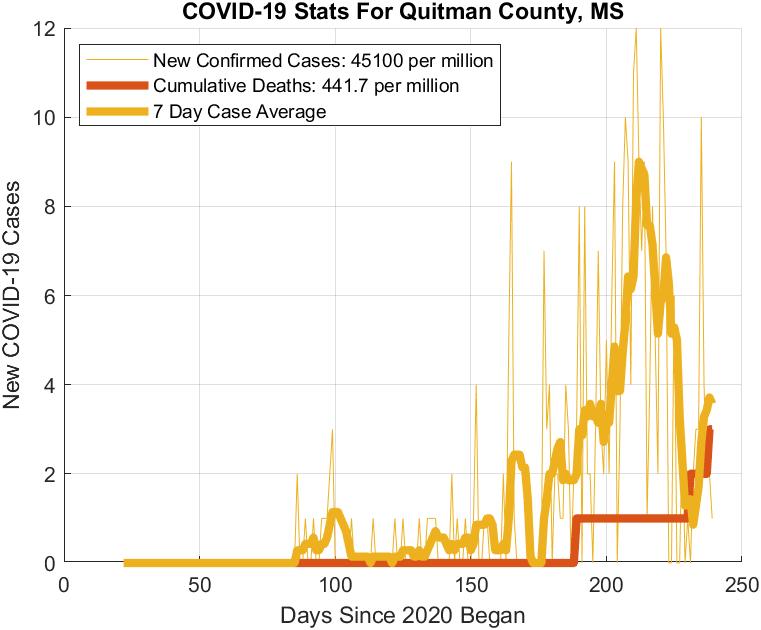 COVID-19 Stats For Quitman County, MS
New Confirmed Cases: 45100 per million
Cumulative Deaths: 441.7 per million
7 Day Case Average
New COVID-19 Cases
12
10
8
6
4
2
0
0 50 100 150 200 250
Days Since 2020 Began